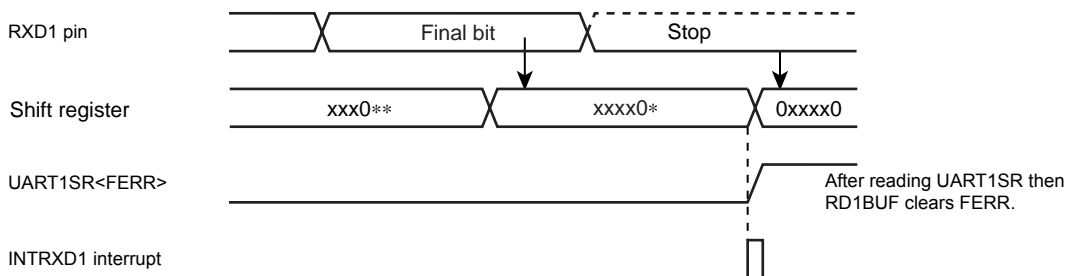 RXD1 pin
Final bit
Stop
Shift register
xxx0**
xxxx0*
0xxxx0
UART1SR<FERR>
After reading UART1SR then
RD1BUF clears FERR.
INTRXD1 interrupt